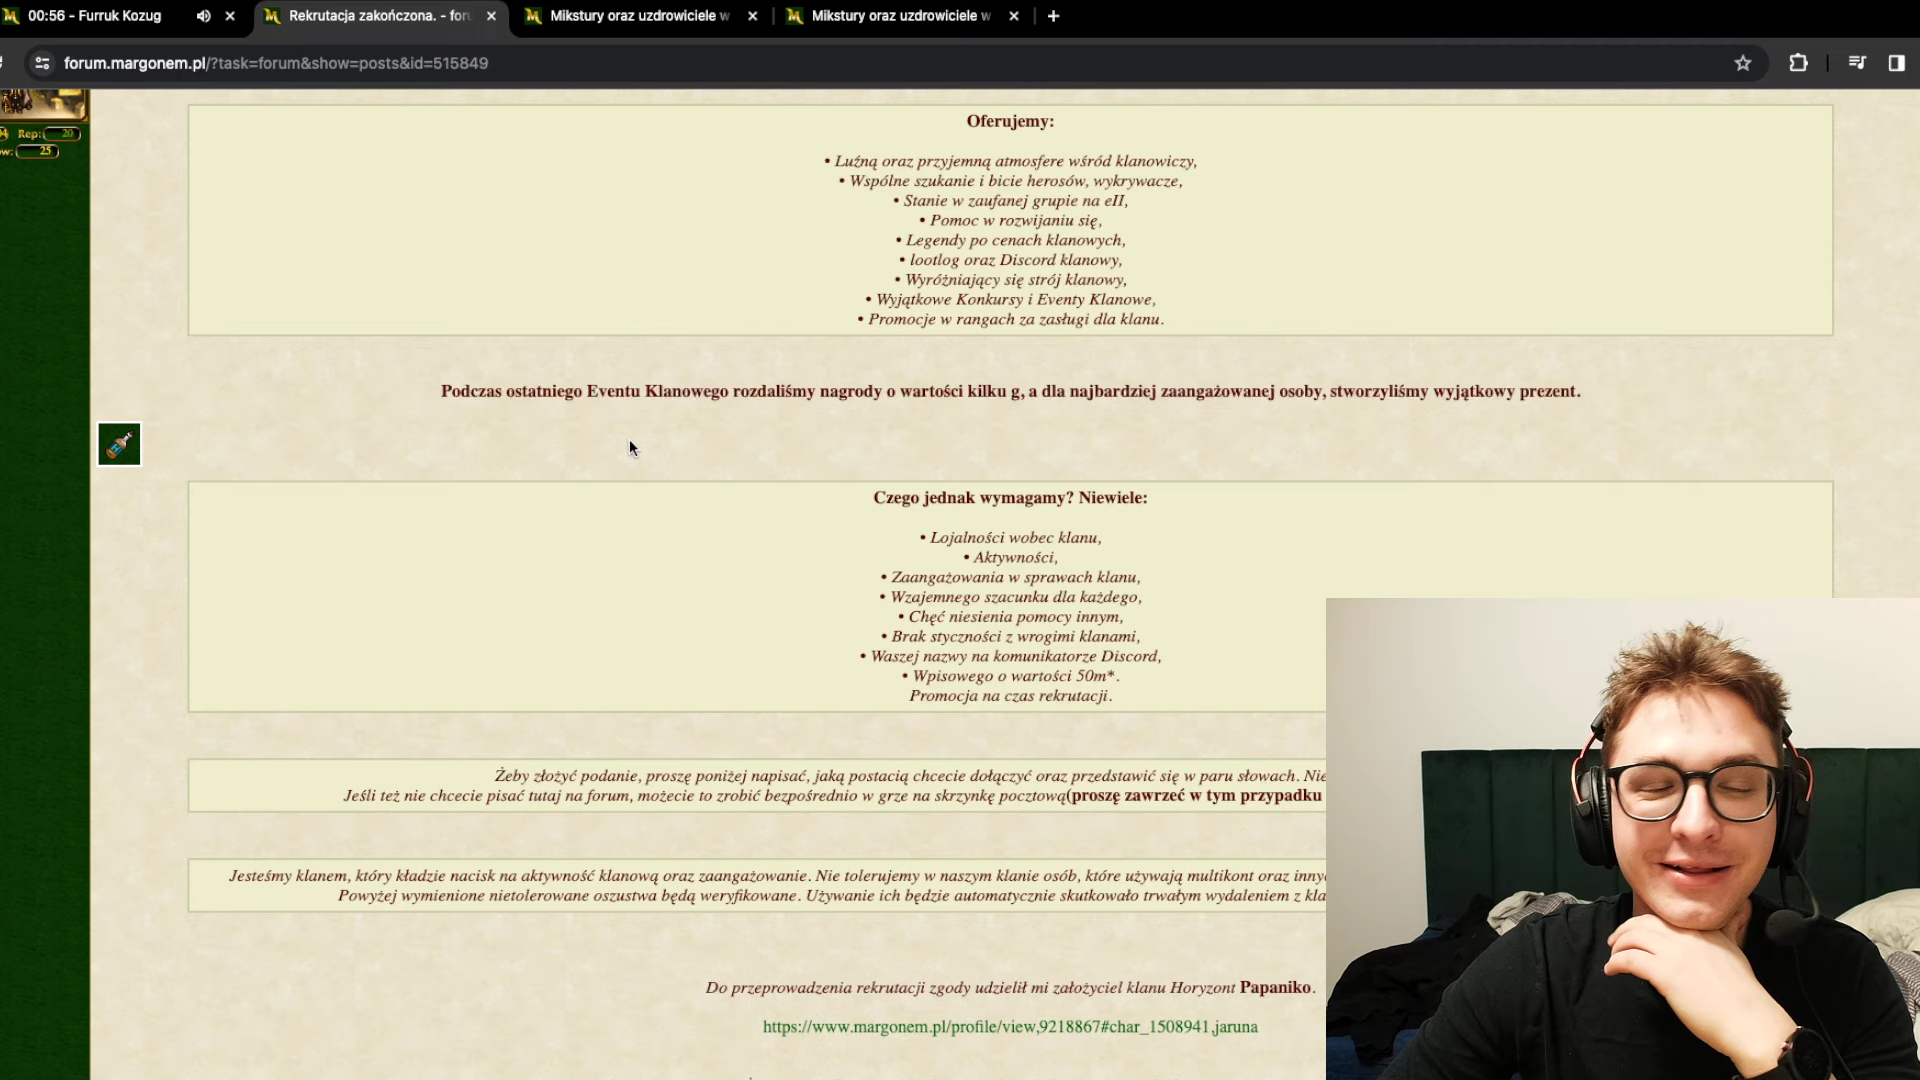 00:56 - Furruk Kozug
Rekrutacja zakończona. - for
Mikstury oraz uzdrowiciele w
Mikstury oraz uzdrowiciele w
forum.margonem.pl/?task=forum&show=posts&id=515849
Rep: 20
25
Oferujemy:
• Luźną oraz przyjemną atmosfere wśród klanowiczy,
• Wspólne szukanie i bicie herosów, wykrywacze,
• Stanie w zaufanej grupie na eII,
• Pomoc w rozwijaniu się,
• Legendy po cenach klanowych,
• lootlog oraz Discord klanowy,
• Wyróżniający się strój klanowy,
• Wyjątkowe Konkursy i Eventy Klanowe,
• Promocje w rangach za zasługi dla klanu.
Podczas ostatniego Eventu Klanowego rozdaliśmy nagrody o wartości kilku g, a dla najbardziej zaangażowanej osoby, stworzyliśmy wyjątkowy prezent.
Czego jednak wymagamy? Niewiele:
• Lojalności wobec klanu,
• Aktywności,
• Zaangażowania w sprawach klanu,
• Wzajemnego szacunku dla każdego,
• Chęć niesienia pomocy innym,
• Brak styczności z wrogimi klanami,
• Waszej nazwy na komunikatorze Discord,
• Wpisowego o wartości 50m*.
Promocja na czas rekrutacji.
Żeby złożyć podanie, proszę poniżej napisać, jaką postacią chcecie dołączyć oraz przedstawić się w paru słowach. Nie
Jeśli też nie chcecie pisać tutaj na forum, możecie to zrobić bezpośrednio w grze na skrzynkę pocztową(proszę zawrzeć w tym przypadku
Jesteśmy klanem, który kładzie nacisk na aktywność klanową oraz zaangażowanie. Nie tolerujemy w naszym klanie osób, które używają multikont oraz inny
Powyżej wymienione nietolerowane oszustwa będą weryfikowane. Używanie ich będzie automatycznie skutkowało trwałym wydaleniem z kla
Do przeprowadzenia rekrutacji zgody udzielił mi założyciel klanu Horyzont Papaniko.
https://www.margonem.pl/profile/view,9218867#char_1508941,jaruna